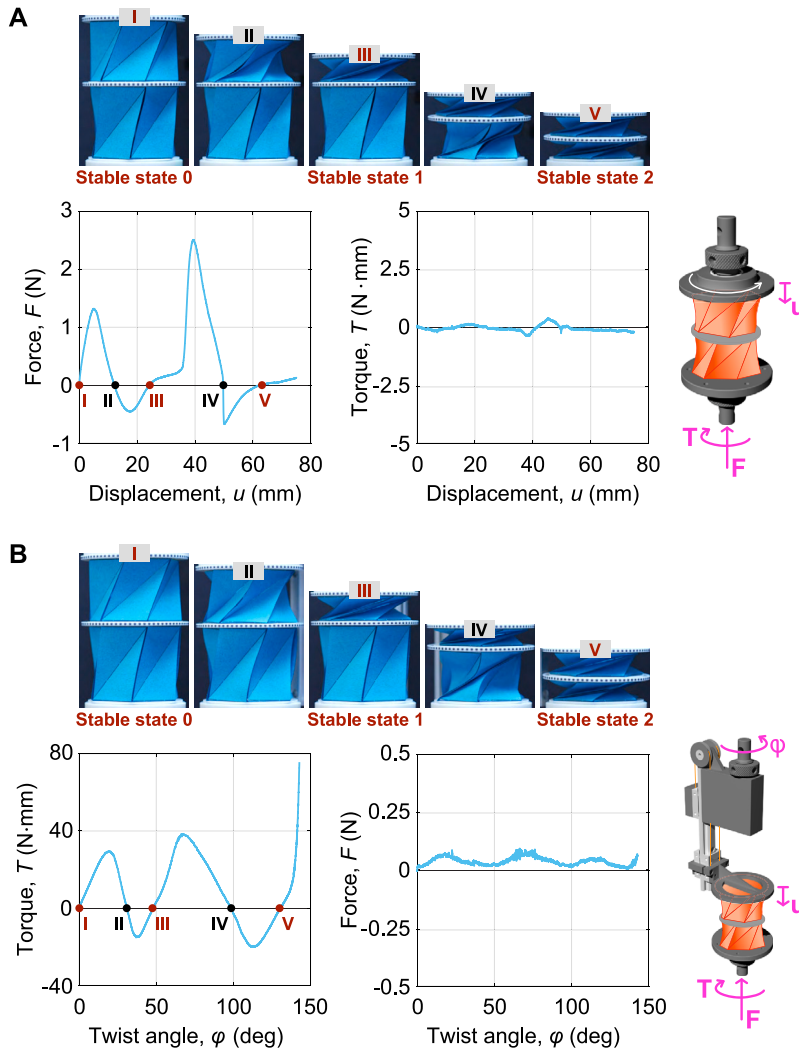 A
I
II
III
IV
V
Stable state 0
Stable state 1
Stable state 2
3
2
1
0
-1
Force, F (N)
I
II
III
IV
V
0
20
40
60
80
Displacement, u (mm)
5
2.5
0
-2.5
-5
Torque, T (N·mm)
0
20
40
60
80
Displacement, u (mm)
T
F
B
I
II
III
IV
V
Stable state 0
Stable state 1
Stable state 2
80
40
0
-40
Torque, T (N·mm)
I
II
III
IV
V
0
50
100
150
Twist angle, φ (deg)
0.5
0.25
0
-0.25
-0.5
Force, F (N)
0
50
100
150
Twist angle, φ (deg)
φ
T
F